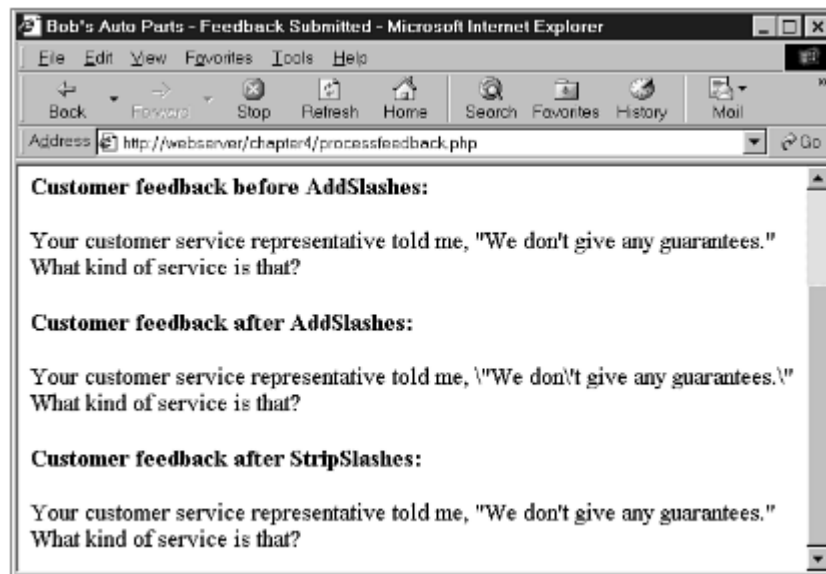 Bob's Auto Parts - Feedback Submitted - Microsoft Internet Explorer
File Edit View Favorites Tools Help
Back Forward Stop Refresh Home Search Favorites History Mail »
Address http://webserver/chapter4/processfeedback.php Go
Customer feedback before AddSlashes:
Your customer service representative told me, "We don't give any guarantees."
What kind of service is that?
Customer feedback after AddSlashes:
Your customer service representative told me, \"We don\'t give any guarantees.\"
What kind of service is that?
Customer feedback after StripSlashes:
Your customer service representative told me, "We don't give any guarantees."
What kind of service is that?